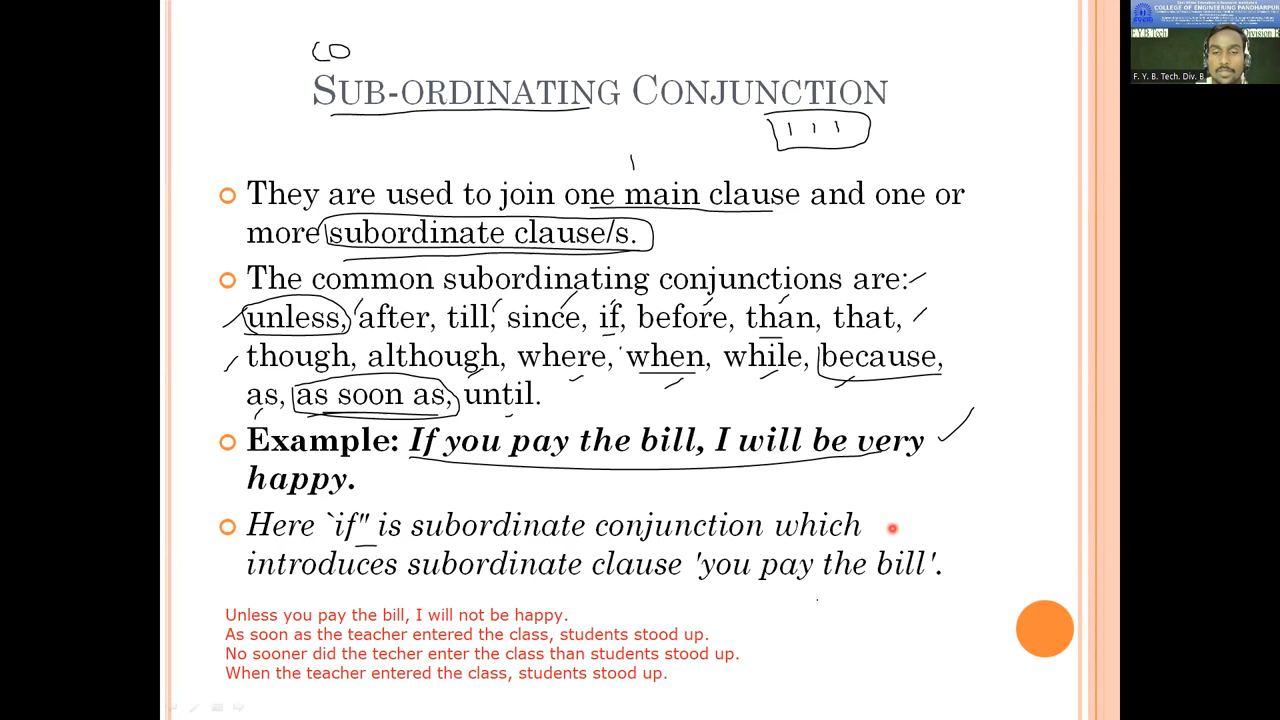 CO
SUB-ORDINATING CONJUNCTION
They are used to join one main clause and one or
more subordinate clause/s.
The common subordinating conjunctions are:
unless, after, till, since, if, before, than, that,
though, although, where, when, while, because,
as, as soon as, until.
Example: If you pay the bill, I will be very
happy.
Here `if" is subordinate conjunction which
introduces subordinate clause 'you pay the bill'.
Unless you pay the bill, I will not be happy.
As soon as the teacher entered the class, students stood up.
No sooner did the techer enter the class than students stood up.
When the teacher entered the class, students stood up.
COLLEGE OF ENGINEERING PANDHARPUR
F.Y.B.Tech Division B
F. Y. B. Tech. Div. B